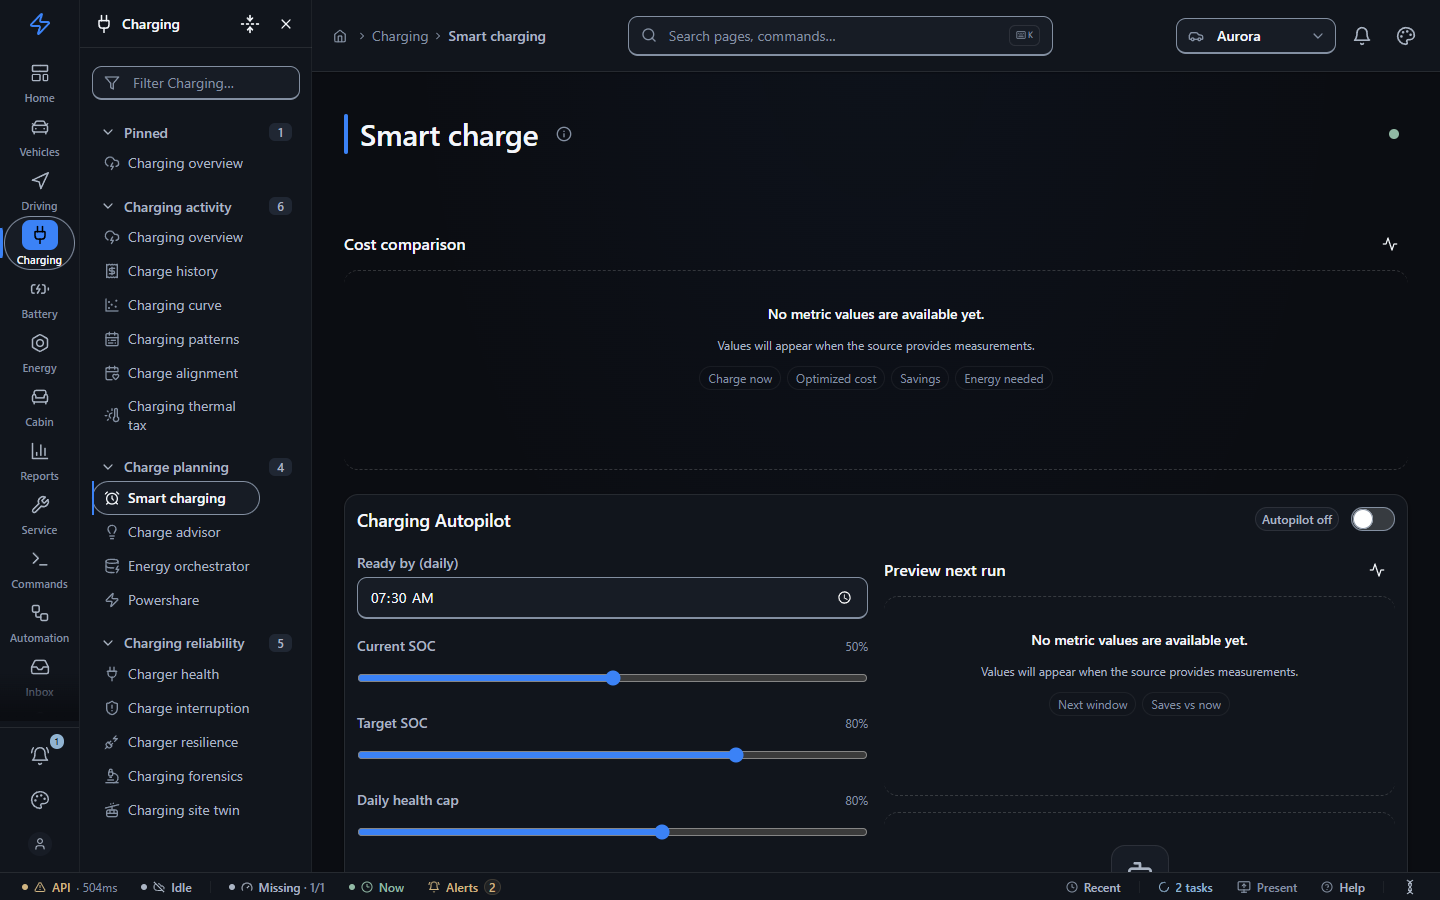 Home
Vehicles
Driving
Charging
Battery
Energy
Cabin
Reports
Service
Commands
Automation
Inbox
1
Charging
Filter Charging...
Pinned 1
Charging overview
Charging activity 6
Charging overview
Charge history
Charging curve
Charging patterns
Charge alignment
Charging thermal
tax
Charge planning 4
Smart charging
Charge advisor
Energy orchestrator
Powershare
Charging reliability 5
Charger health
Charge interruption
Charger resilience
Charging forensics
Charging site twin
Charging > Smart charging
Search pages, commands...
K
Aurora
Smart charge
Cost comparison
No metric values are available yet.
Values will appear when the source provides measurements.
Charge now Optimized cost Savings Energy needed
Charging Autopilot
Autopilot off
Ready by (daily)
07:30 AM
Current SOC 50%
Target SOC 80%
Daily health cap 80%
Preview next run
No metric values are available yet.
Values will appear when the source provides measurements.
Next window Saves vs now
API · 504ms Idle Missing · 1/1 Now Alerts 2 Recent 2 tasks Present Help